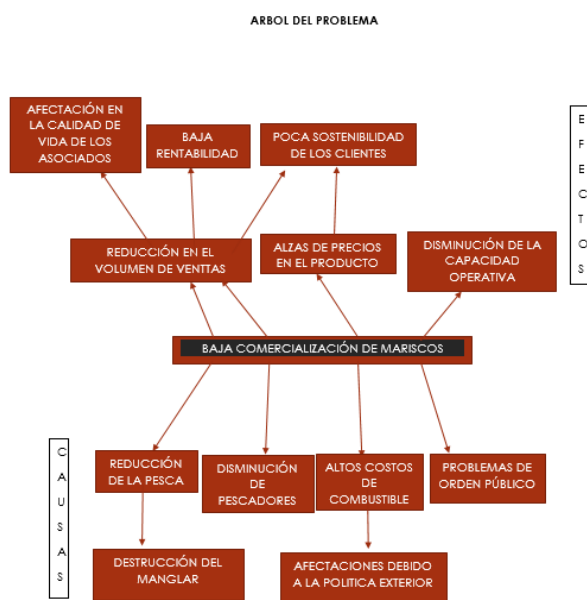 ARBOL DEL PROBLEMA
AFECTACIÓN EN
LA CALIDAD DE
VIDA DE LOS
ASOCIADOS
BAJA
RENTABILIDAD
POCA SOSTENIBILIDAD
DE LOS CLIENTES
E
F
E
C
T
O
S
REDUCCIÓN EN EL
VOLUMEN DE VENTTAS
ALZAS DE PRECIOS
EN EL PRODUCTO
DISMINUCIÓN DE LA
CAPACIDAD
OPERATIVA
BAJA COMERCIALIZACIÓN DE MARISCOS
C
A
U
S
A
S
REDUCCIÓN
DE LA PESCA
DISMINUCIÓN
DE
PESCADORES
ALTOS COSTOS
DE
COMBUSTIBLE
PROBLEMAS DE
ORDEN PÚBLICO
DESTRUCCIÓN DEL
MANGLAR
AFECTACIONES DEBIDO
A LA POLITICA EXTERIOR